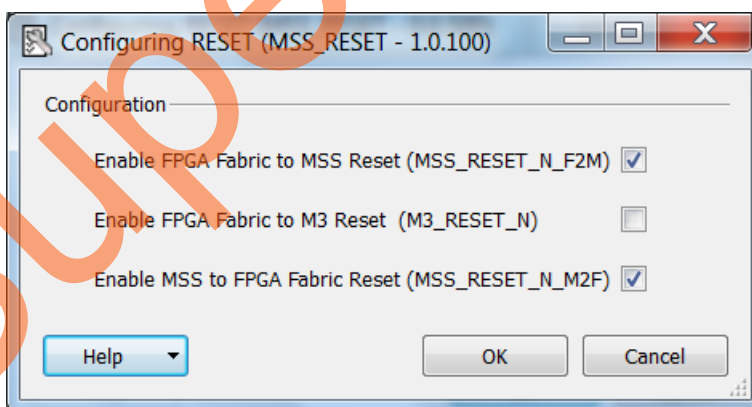 Configuring RESET (MSS_RESET - 1.0.100)
Configuration
Enable FPGA Fabric to MSS Reset (MSS_RESET_N_F2M)
Enable FPGA Fabric to M3 Reset (M3_RESET_N)
Enable MSS to FPGA Fabric Reset (MSS_RESET_N_M2F)
Help OK Cancel